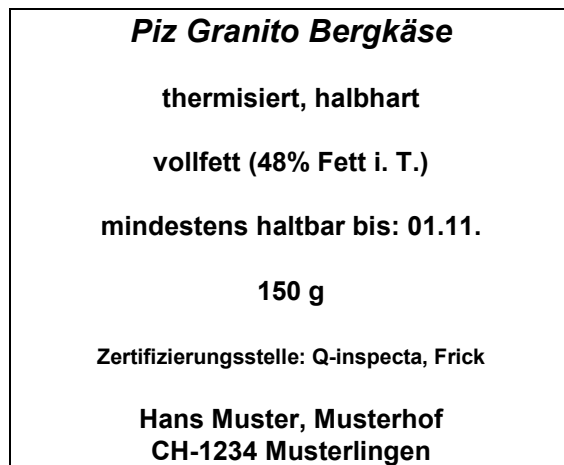 Piz Granito Bergkäse
thermisiert, halbhart
vollfett (48% Fett i. T.)
mindestens haltbar bis: 01.11.
150 g
Zertifizierungsstelle: Q-inspecta, Frick
Hans Muster, Musterhof
CH-1234 Musterlingen